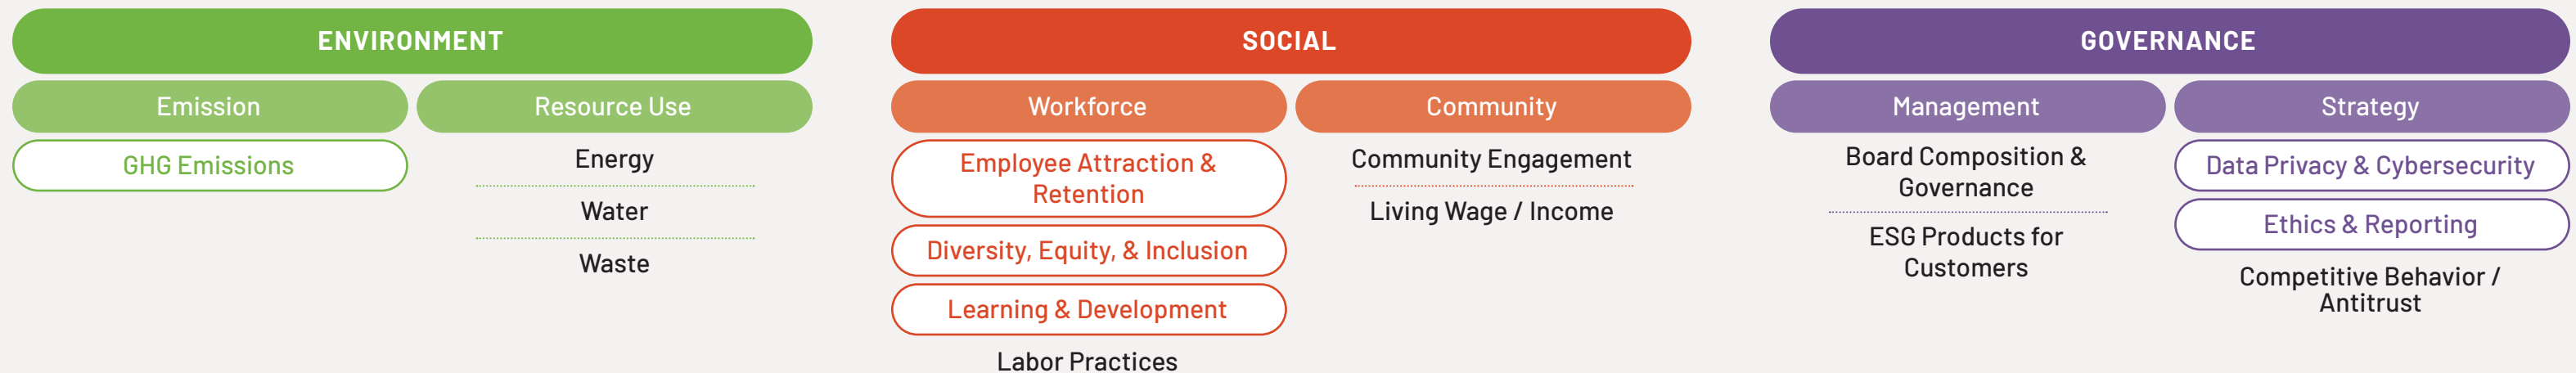 ENVIRONMENT
Emission
Resource Use
GHG Emissions
Energy
Water
Waste
SOCIAL
Workforce
Community
Employee Attraction &
Retention
Diversity, Equity, & Inclusion
Learning & Development
Labor Practices
Community Engagement
Living Wage / Income
GOVERNANCE
Management
Strategy
Board Composition &
Governance
ESG Products for
Customers
Data Privacy & Cybersecurity
Ethics & Reporting
Competitive Behavior /
Antitrust